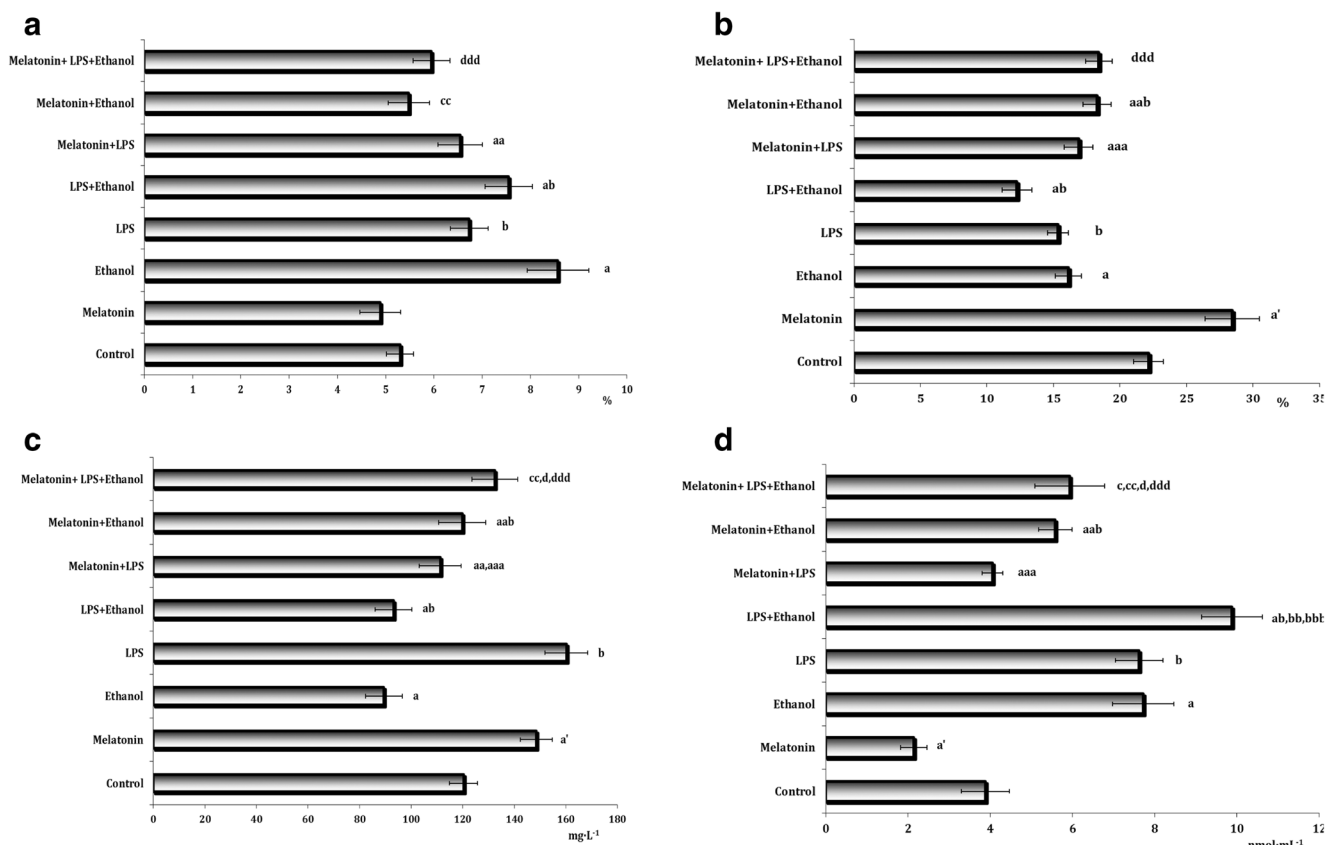 a
Melatonin+ LPS+Ethanol ddd
Melatonin+Ethanol cc
Melatonin+LPS aa
LPS+Ethanol ab
LPS b
Ethanol a
Melatonin
Control
0 1 2 3 4 5 6 7 8 9 10
%
b
Melatonin+ LPS+Ethanol ddd
Melatonin+Ethanol aab
Melatonin+LPS aaa
LPS+Ethanol ab
LPS b
Ethanol a
Melatonin a'
Control
0 5 10 15 20 25 30 35
%
c
Melatonin+ LPS+Ethanol cc,d,ddd
Melatonin+Ethanol aab
Melatonin+LPS aa,aaa
LPS+Ethanol ab
LPS b
Ethanol a
Melatonin a'
Control
0 20 40 60 80 100 120 140 160 180
mg·L⁻¹
d
Melatonin+ LPS+Ethanol c,cc,d,ddd
Melatonin+Ethanol aab
Melatonin+LPS aaa
LPS+Ethanol ab,bb,bbb
LPS b
Ethanol a
Melatonin a'
Control
0 2 4 6 8 10 12
nmol·mL⁻¹